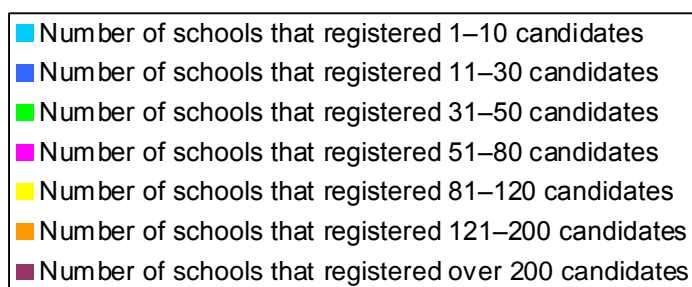 Number of schools that registered 1–10 candidates
Number of schools that registered 11–30 candidates
Number of schools that registered 31–50 candidates
Number of schools that registered 51–80 candidates
Number of schools that registered 81–120 candidates
Number of schools that registered 121–200 candidates
Number of schools that registered over 200 candidates